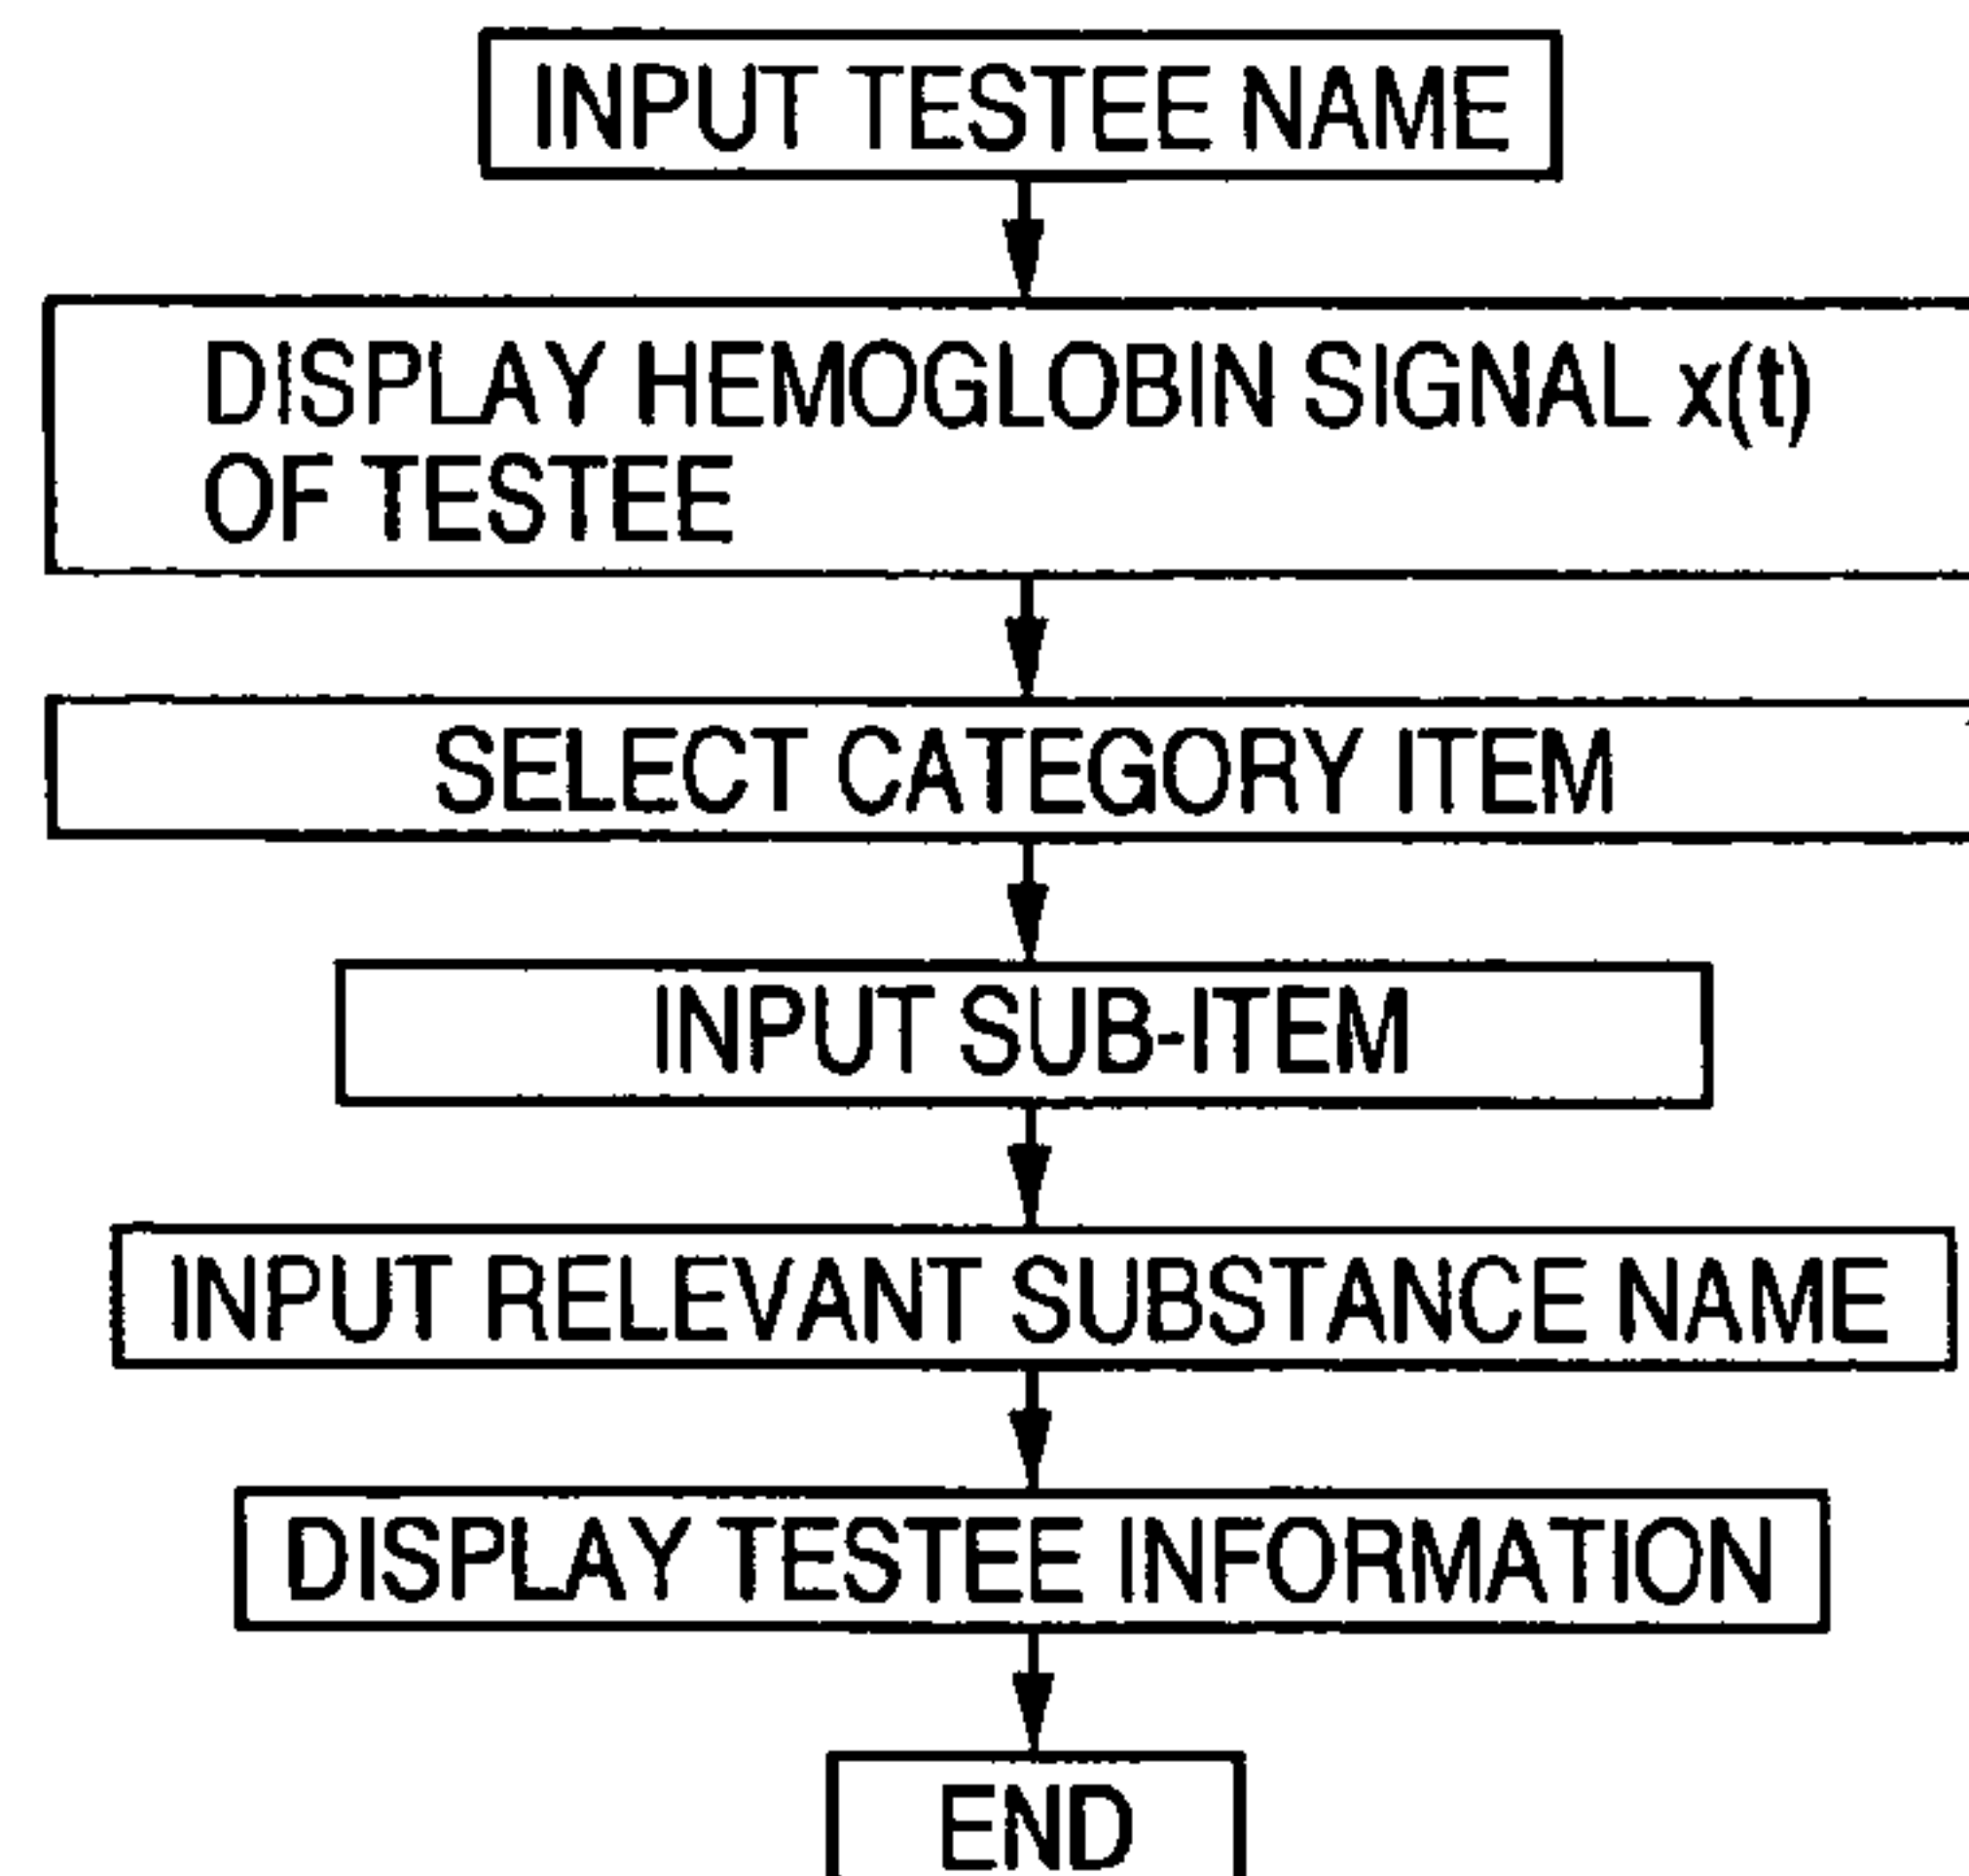 INPUT TESTEE NAME
DISPLAY HEMOGLOBIN SIGNAL x(t)
OF TESTEE
SELECT CATEGORY ITEM
INPUT SUB-ITEM
INPUT RELEVANT SUBSTANCE NAME
DISPLAY TESTEE INFORMATION
END